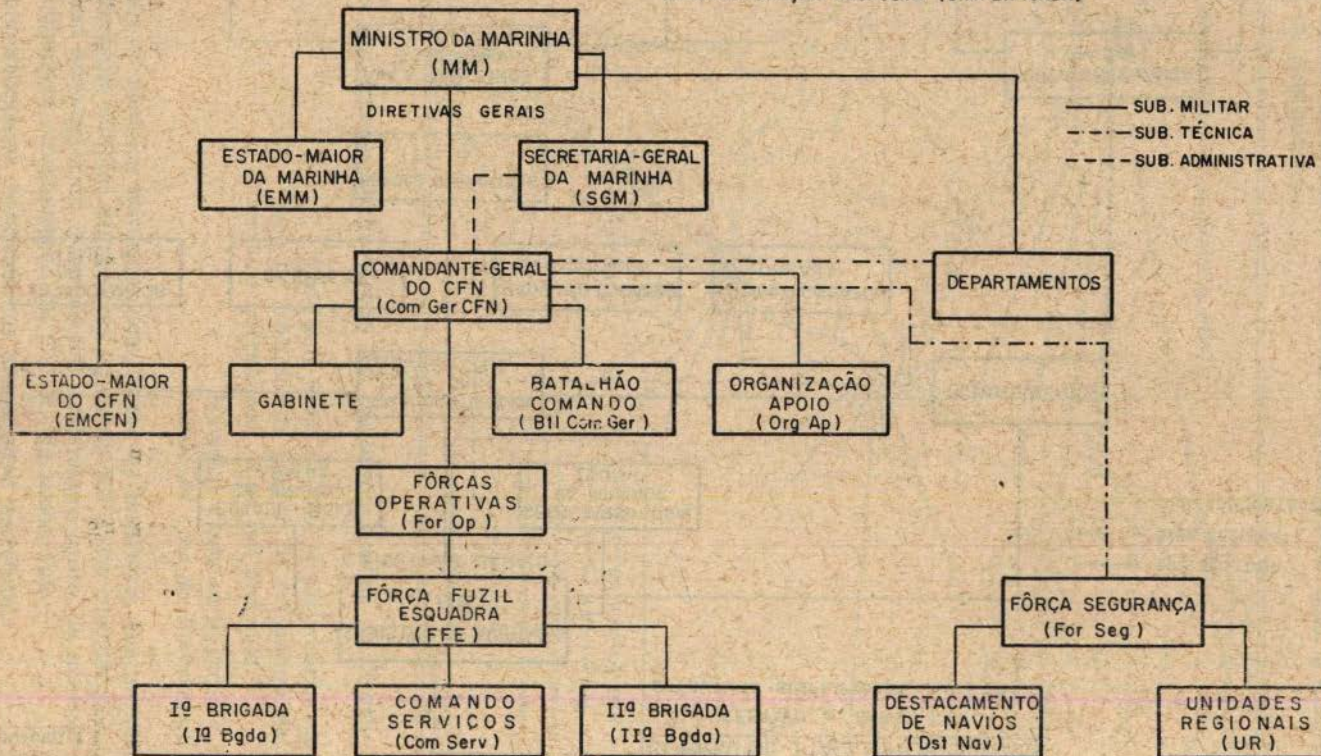 MINISTRO DA MARINHA
(MM)
DIRETIVAS GERAIS
SUB. MILITAR
SUB. TÉCNICA
SUB. ADMINISTRATIVA
ESTADO-MAIOR
DA MARINHA
(EMM)
SECRETARIA-GERAL
DA MARINHA
(SGM)
COMANDANTE-GERAL
DO CFN
(Com Ger CFN)
DEPARTAMENTOS
ESTADO-MAIOR
DO CFN
(EMCFN)
GABINETE
BATALHÃO
COMANDO
(Btl Com Ger)
ORGANIZAÇÃO
APOIO
(Org Ap)
FÔRÇAS
OPERATIVAS
(For Op)
FÔRÇA FUZIL
ESQUADRA
(FFE)
FÔRÇA SEGURANÇA
(For Seg)
Iª BRIGADA
(Iª Bgda)
COMANDO
SERVIÇOS
(Com Serv)
IIª BRIGADA
(IIª Bgda)
DESTACAMENTO
DE NAVIOS
(Dst Nav)
UNIDADES
REGIONAIS
(UR)